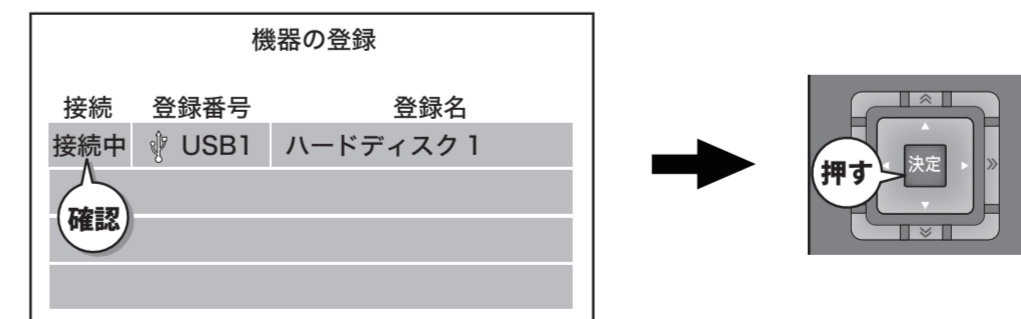 機器の登録
接続 登録番号 登録名
接続中 USB1 ハードディスク 1
確認
押す
決定